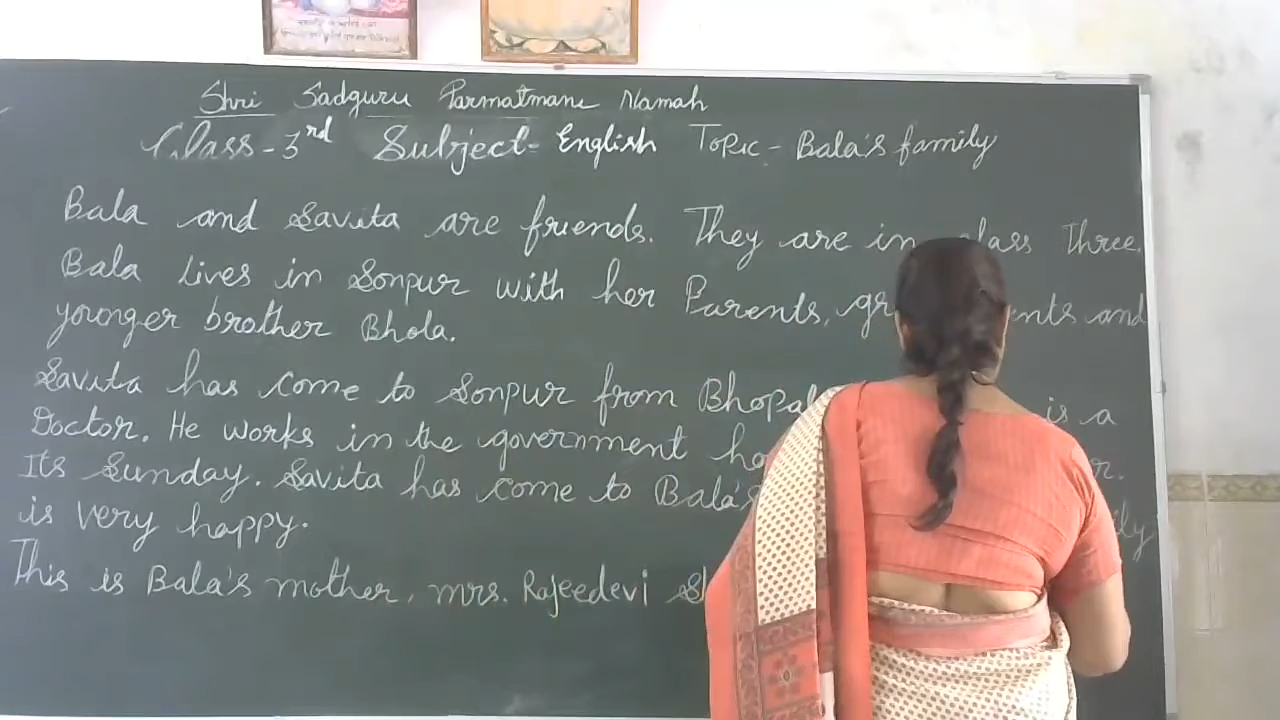 Shri Sadguru Parmatmane Namah
Class - 3rd Subject - English Topic - Bala's family
Bala and Savita are friends. They are in class Three.
Bala lives in Sonpur with her Parents, and
younger brother Bhola.
Savita has come to Sonpur from Bhopal is a
Doctor. He works in the government
Its Sunday. Savita has come to Bala's
is very happy.
This is Bala's mother, mrs. Rajeedevi